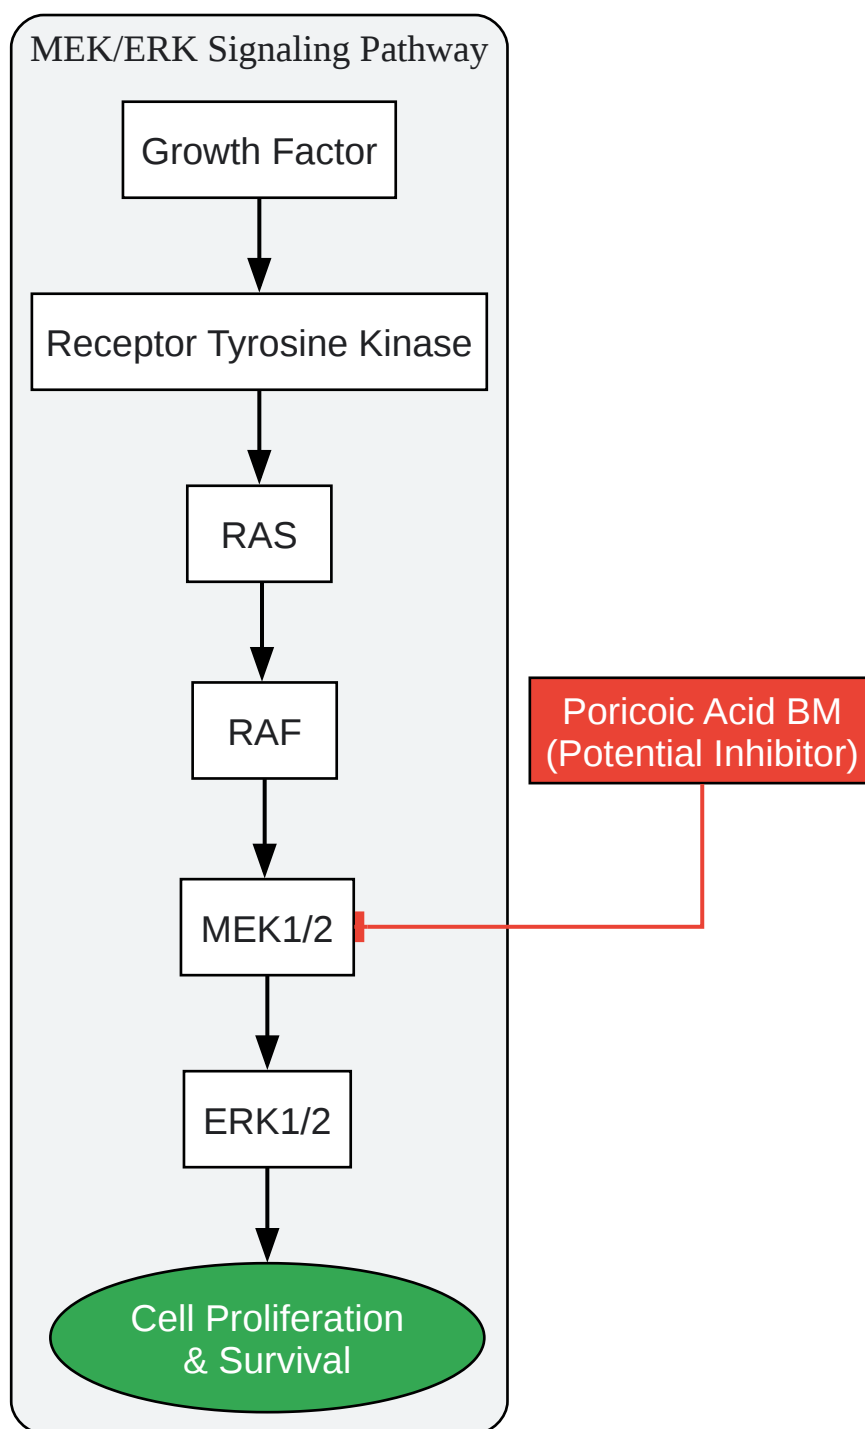 MEK/ERK Signaling Pathway
Growth Factor
Receptor Tyrosine Kinase
RAS
RAF
Poricoic Acid BM
(Potential Inhibitor)
MEK1/2
ERK1/2
Cell Proliferation
& Survival